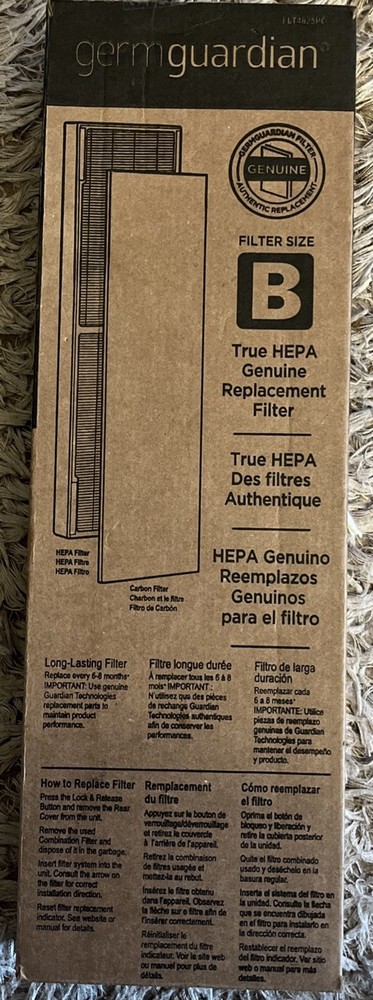 FLT4825PC
germguardian
GERMGUARDIAN FILTER
GENUINE
AUTHENTIC REPLACEMENT
FILTER SIZE
B
True HEPA
Genuine
Replacement
Filter
True HEPA
Des filtres
Authentique
HEPA Genuino
Reemplazos
Genuinos
para el filtro
HEPA Filter
HEPA Filtre
HEPA Filtro
Carbon Filter
Charbon et le filtre
Filtro de Carbón
Long-Lasting Filter
Replace every 6-8 months*
IMPORTANT: Use genuine
Guardian Technologies
replacement parts to
maintain product
performance.
Filtre longue durée
À remplacer tous les 6 à 8
mois* IMPORTANT :
N'utilisez que des pièces
de rechange Guardian
Technologies authentiques
afin de conserver les
performances.
Filtro de larga
duración
Reemplazar cada
6 a 8 meses*
IMPORTANTE: Utilice
piezas de reemplazo
genuinas de Guardian
Technologies para
mantener el desempeño
y producto.
How to Replace Filter
Press the Lock & Release
Button and remove the Rear
Cover from the unit.
Remove the used
Combination Filter and
dispose of it in the garbage.
Insert filter system into the
unit. Consult the arrow on
the filter for correct
installation direction.
Reset filter replacement
indicator. See website or
manual for details.
Remplacement
du filtre
Appuyez sur le bouton de
verrouillage/déverrouillage
et retirez le couvercle
à l'arrière de l'appareil.
Retirez la combinaison
de filtres usagée et
mettez-la au rebut.
Insérez le filtre obtenu
dans l'appareil. Observez
la flèche sur le filtre afin de
l'insérer correctement.
Réinitialiser le
remplacement du filtre
indicateur. Voir le site web
ou manuel pour plus de
détails.
Cómo reemplazar
el filtro
Oprima el botón de
bloqueo y liberación y
retire la cubierta posterior
de la unidad.
Quite el filtro combinado
usado y deséchelo en la
basura regular.
Inserte el sistema del filtro en
la unidad. Consulte la flecha
que se encuentra dibujada
en el filtro para instalarlo en
la dirección correcta.
Restablecer el reemplazo
del filtro indicador. Ver sitio
web o manual para más
detalles.